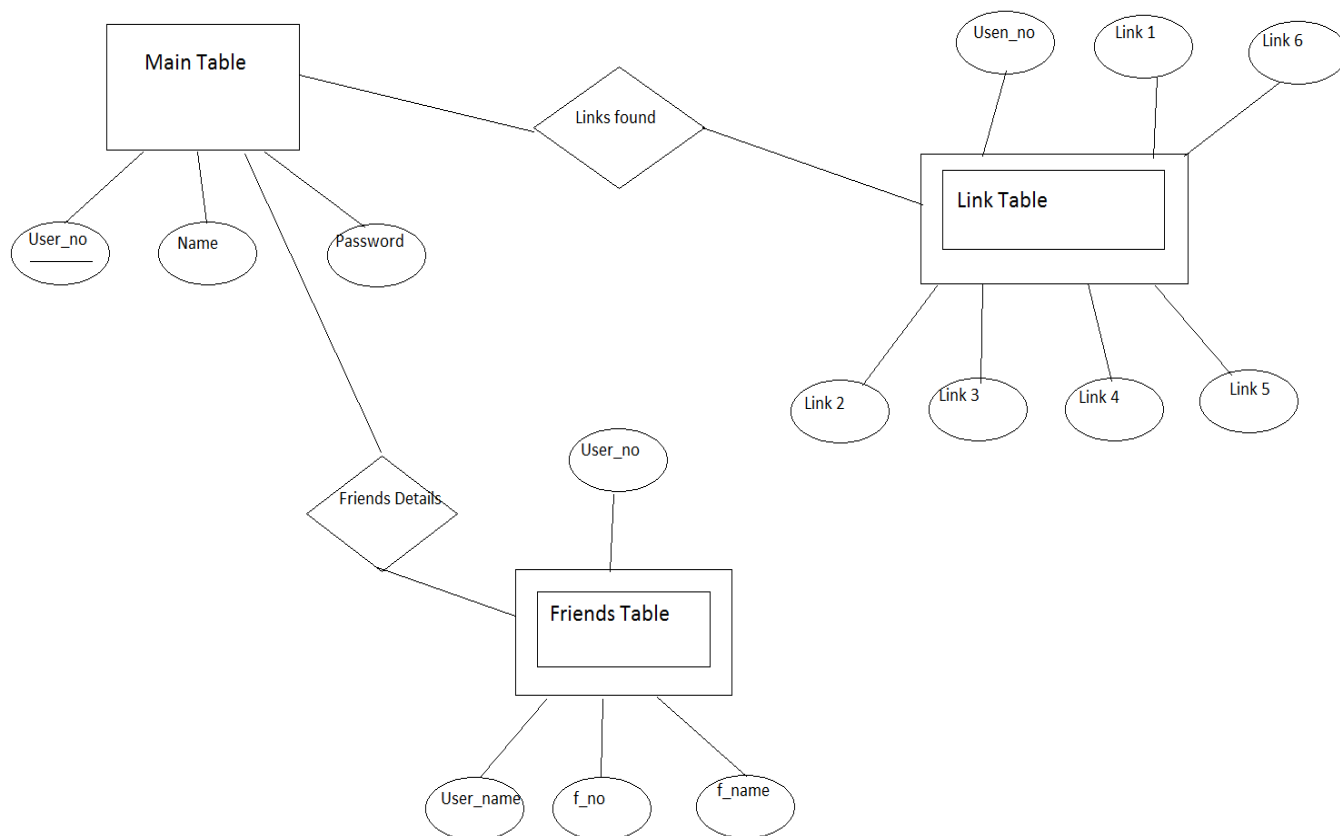 Main Table
Usen_no
Link 1
Link 6
Links found
Link Table
User_no
Name
Password
Link 2
Link 3
Link 4
Link 5
User_no
Friends Details
Friends Table
User_name
f_no
f_name